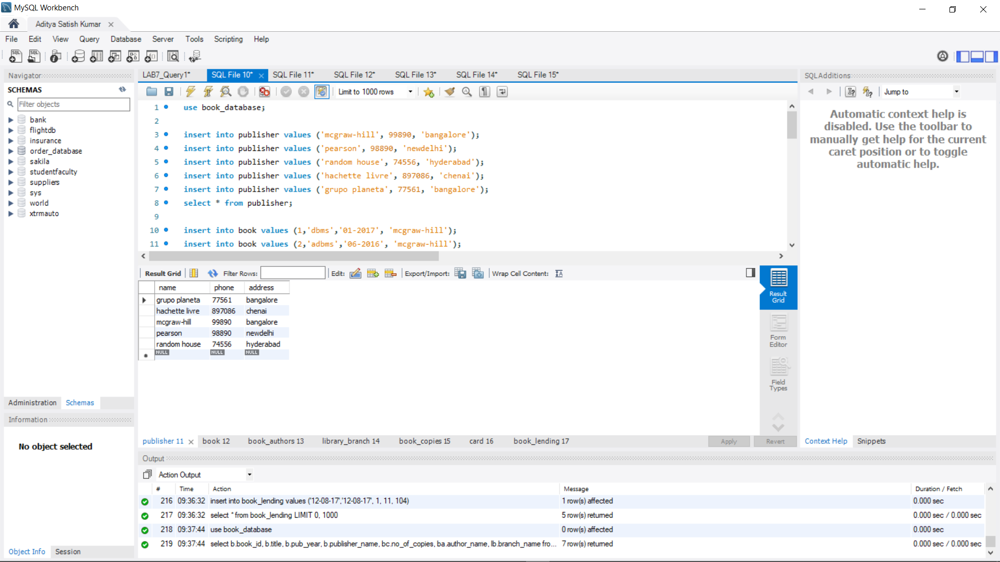 MySQL Workbench
Aditya Satish Kumar
File Edit View Query Database Server Tools Scripting Help
Navigator
SCHEMAS
Filter objects
bank
flightdb
insurance
order_database
sakila
studentfaculty
suppliers
sys
world
xtrmauto
Administration Schemas
Information
No object selected
Object Info Session
LAB7_Query1* SQL File 10* SQL File 11* SQL File 12* SQL File 13* SQL File 14* SQL File 15*
Limit to 1000 rows
1 use book_database;
2
3 insert into publisher values ('mcgraw-hill', 99890, 'bangalore');
4 insert into publisher values ('pearson', 98890, 'newdelhi');
5 insert into publisher values ('random house', 74556, 'hyderabad');
6 insert into publisher values ('hachette livre', 897086, 'chenai');
7 insert into publisher values ('grupo planeta', 77561, 'bangalore');
8 select * from publisher;
9
10 insert into book values (1,'dbms','01-2017', 'mcgraw-hill');
11 insert into book values (2,'adbms','06-2016', 'mcgraw-hill');
Result Grid Filter Rows: Edit: Export/Import: Wrap Cell Content:
name phone address
grupo planeta 77561 bangalore
hachette livre 897086 chenai
mcgraw-hill 99890 bangalore
pearson 98890 newdelhi
random house 74556 hyderabad
NULL NULL NULL
Result
Grid
Form
Editor
Field
Types
publisher 11 book 12 book_authors 13 library_branch 14 book_copies 15 card 16 book_lending 17
Apply Revert
SQLAdditions
Jump to
Automatic context help is
disabled. Use the toolbar to
manually get help for the current
caret position or to toggle
automatic help.
Context Help Snippets
Output
Action Output
# Time Action Message Duration / Fetch
216 09:36:32 insert into book_lending values ('12-08-17','12-08-17', 1, 11, 104) 1 row(s) affected 0.000 sec
217 09:36:32 select * from book_lending LIMIT 0, 1000 5 row(s) returned 0.000 sec / 0.000 sec
218 09:37:44 use book_database 0 row(s) affected 0.000 sec
219 09:37:44 select b.book_id, b.title, b.pub_year, b.publisher_name, bc.no_of_copies, ba.author_name, lb.branch_name fro... 7 row(s) returned 0.000 sec / 0.000 sec